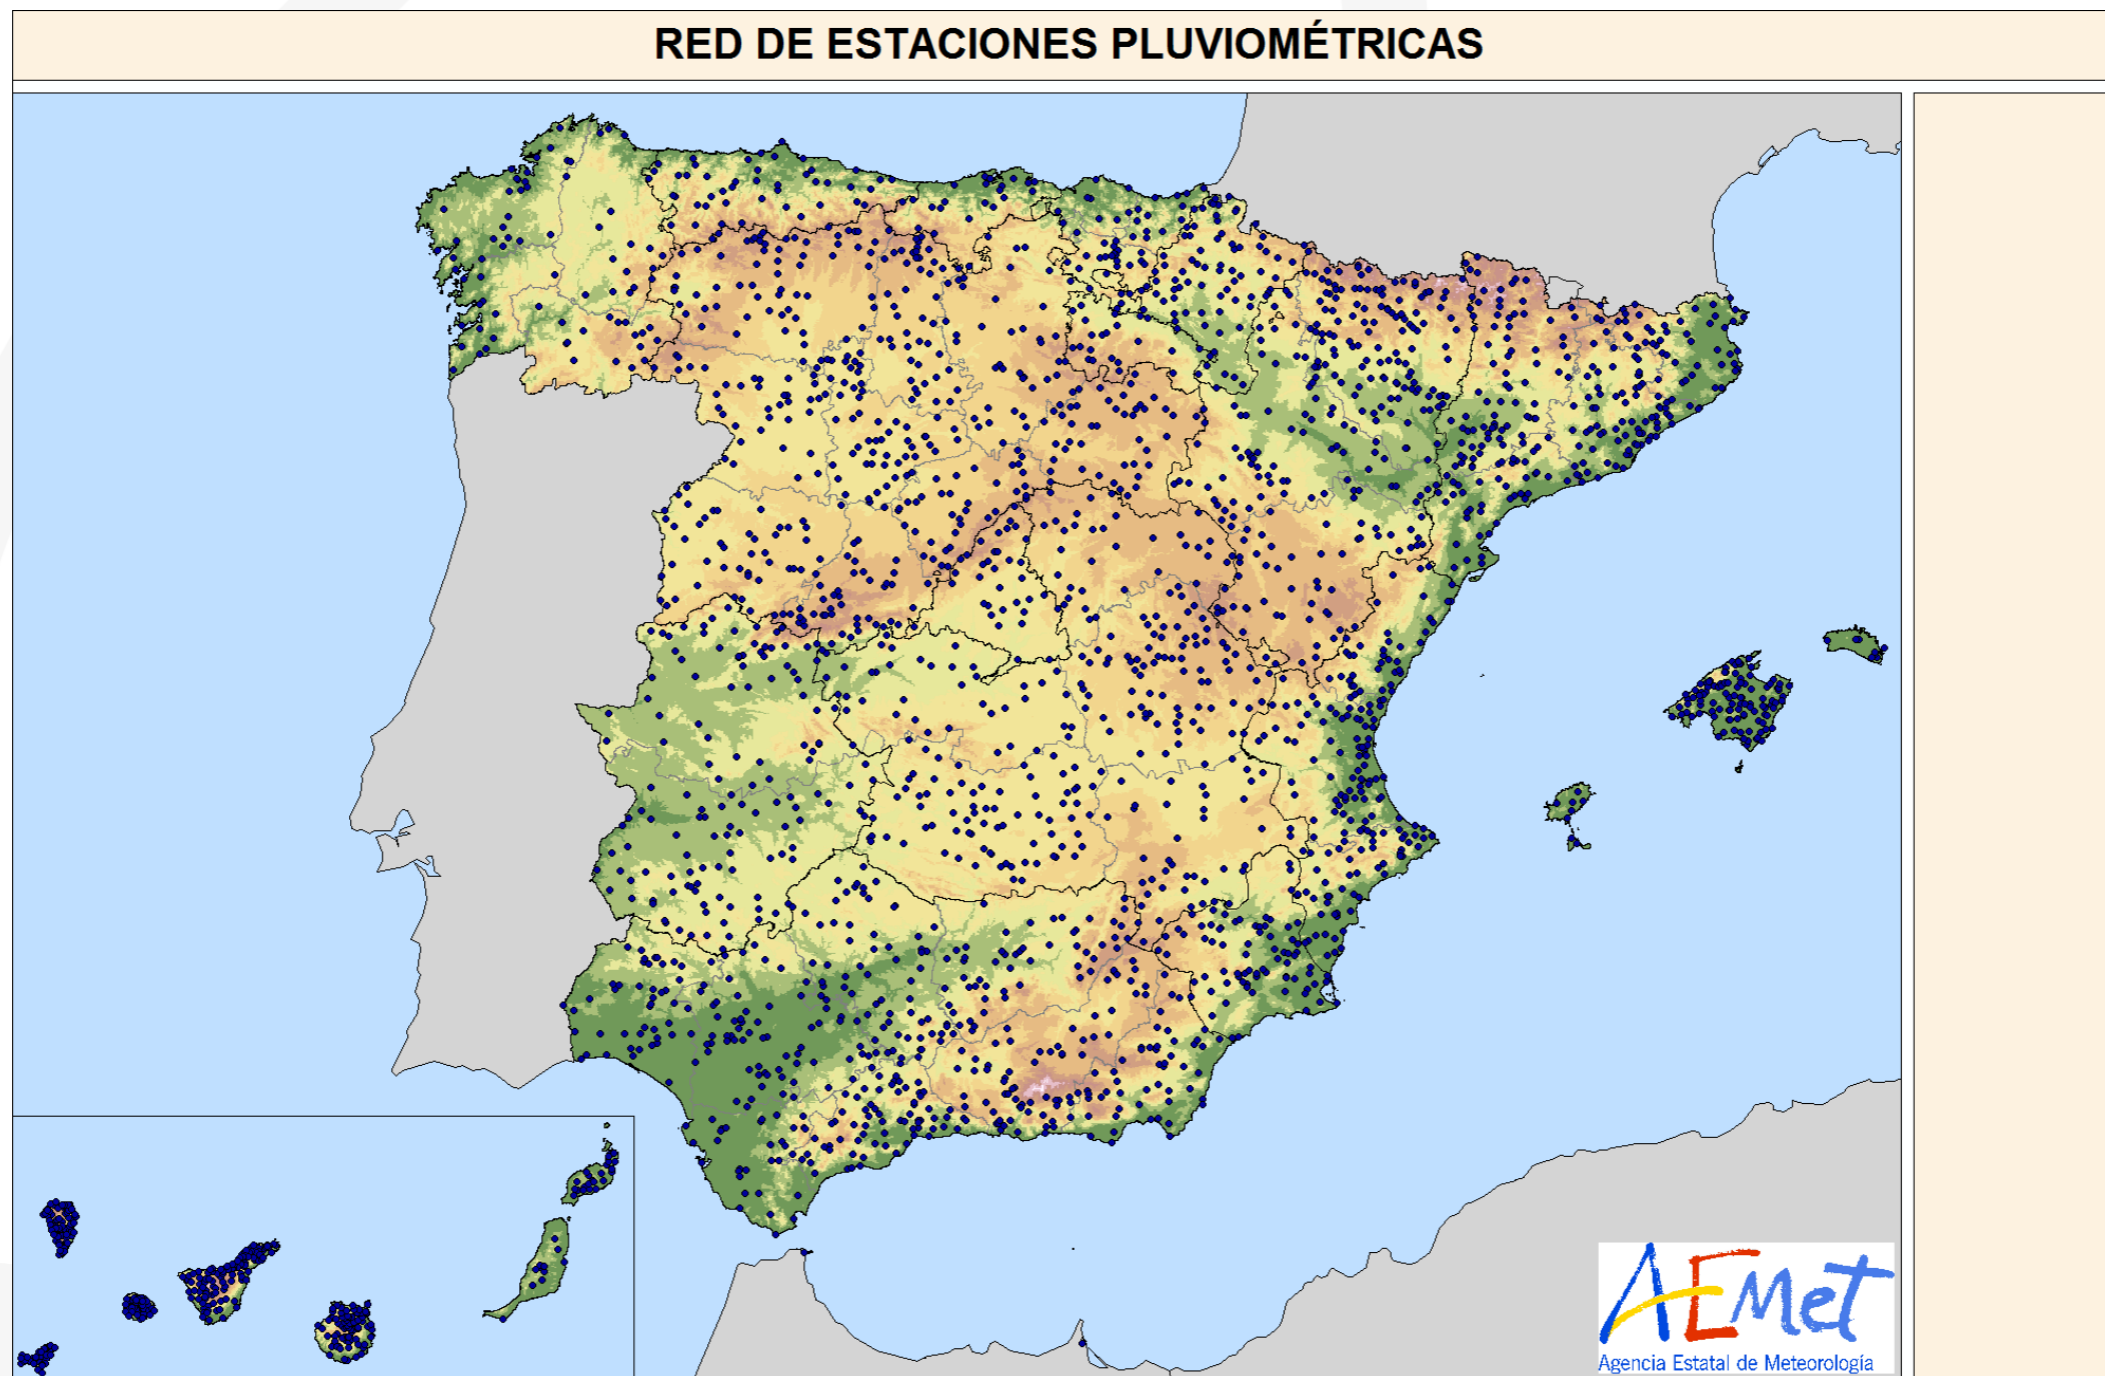 RED DE ESTACIONES PLUVIOMÉTRICAS
AEMet
Agencia Estatal de Meteorología